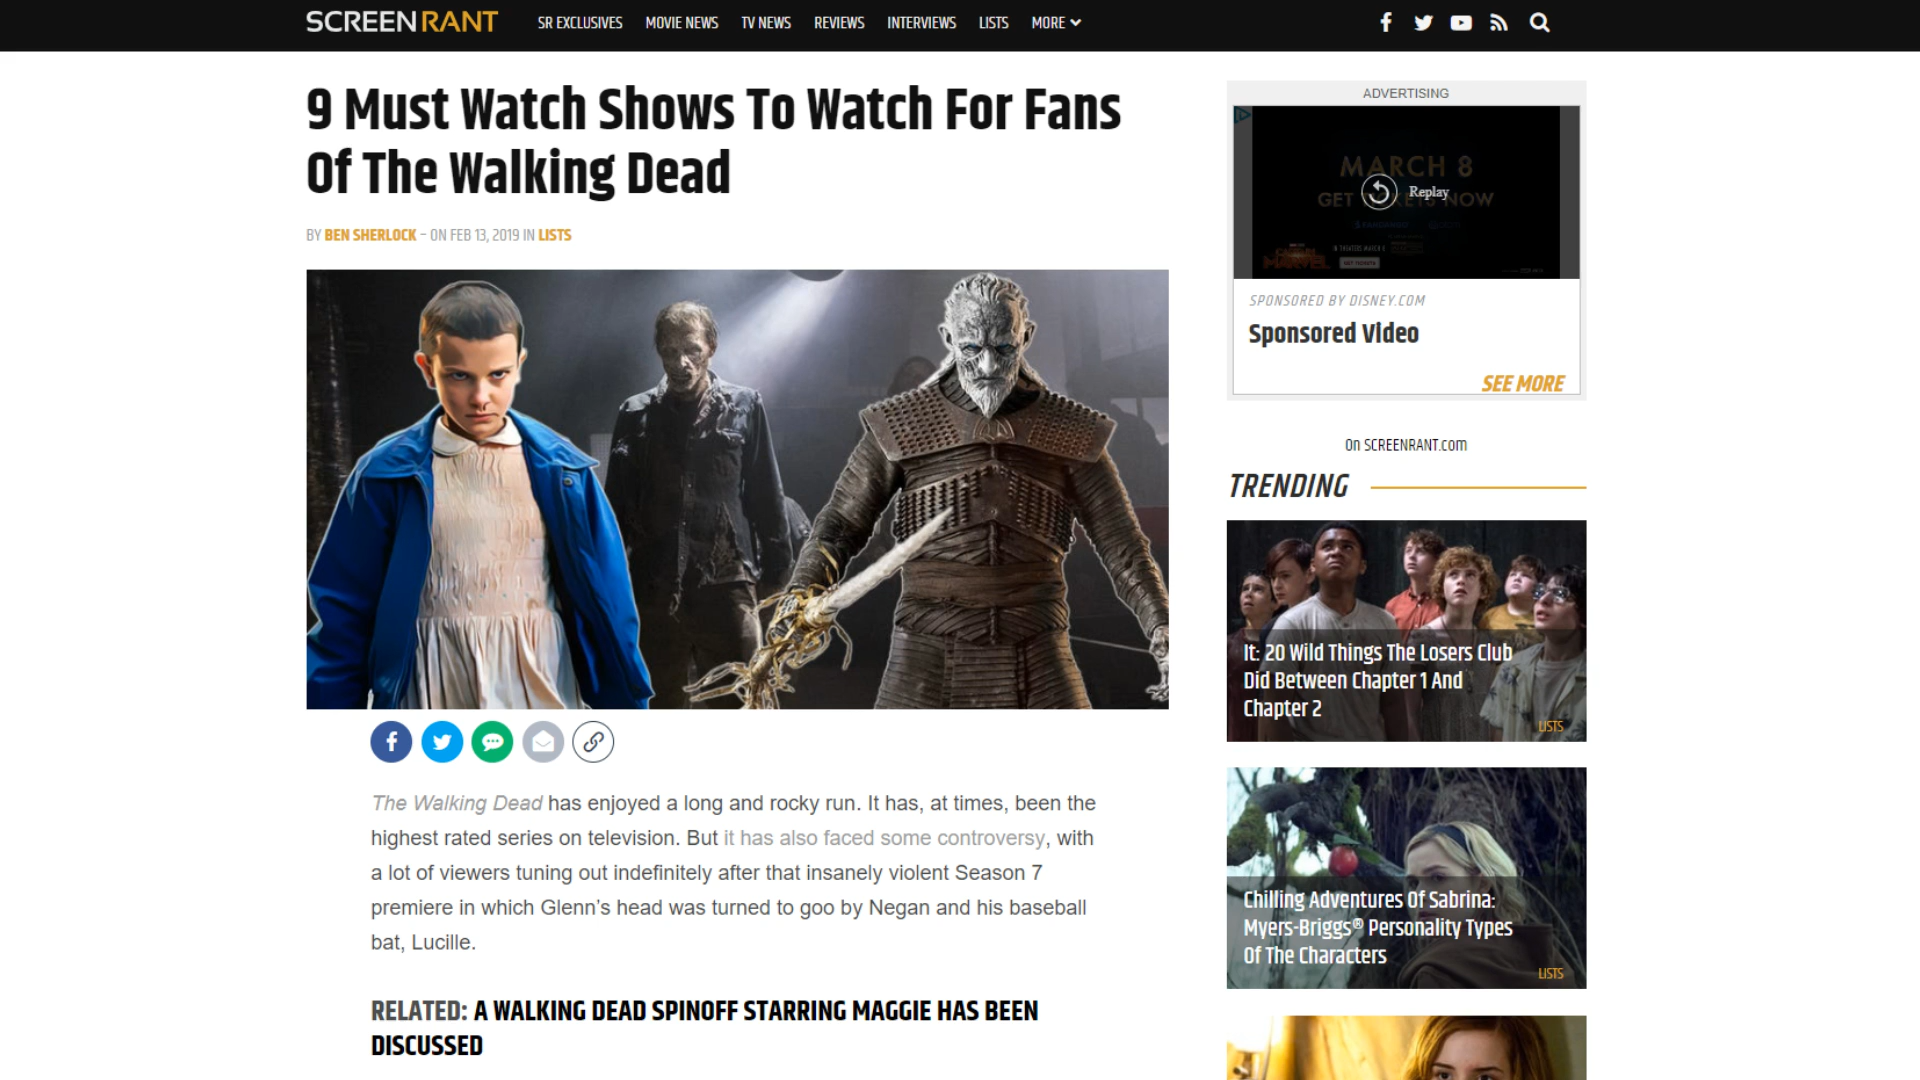 SCREENRANT
SR EXCLUSIVES MOVIE NEWS TV NEWS REVIEWS INTERVIEWS LISTS MORE
9 Must Watch Shows To Watch For Fans
Of The Walking Dead
BY BEN SHERLOCK – ON FEB 13, 2019 IN LISTS
The Walking Dead has enjoyed a long and rocky run. It has, at times, been the
highest rated series on television. But it has also faced some controversy, with
a lot of viewers tuning out indefinitely after that insanely violent Season 7
premiere in which Glenn’s head was turned to goo by Negan and his baseball
bat, Lucille.
RELATED: A WALKING DEAD SPINOFF STARRING MAGGIE HAS BEEN
DISCUSSED
ADVERTISING
MARCH 8
GET TICKETS NOW
Replay
MARVEL
SPONSORED BY DISNEY.COM
Sponsored Video
SEE MORE
On SCREENRANT.com
TRENDING
It: 20 Wild Things The Losers Club
Did Between Chapter 1 And
Chapter 2
LISTS
Chilling Adventures Of Sabrina:
Myers-Briggs® Personality Types
Of The Characters
LISTS